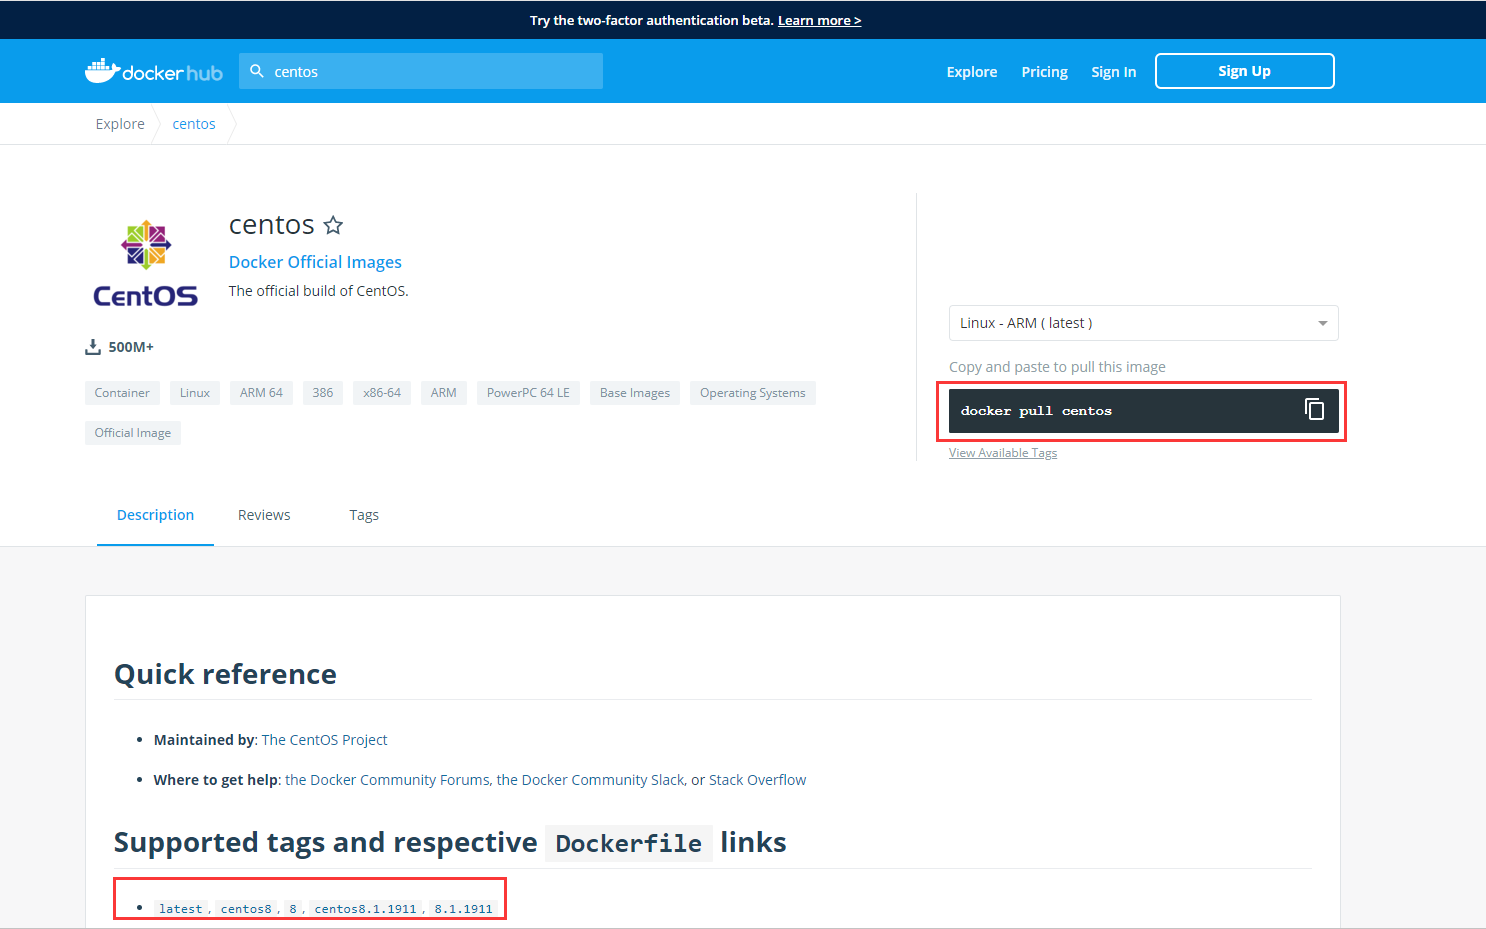 Try the two-factor authentication beta. Learn more >
docker hub
centos
Explore
Pricing
Sign In
Sign Up
Explore
centos
centos
Docker Official Images
The official build of CentOS.
CentOS
500M+
Container
Linux
ARM 64
386
x86-64
ARM
PowerPC 64 LE
Base Images
Operating Systems
Official Image
Linux - ARM ( latest )
Copy and paste to pull this image
docker pull centos
View Available Tags
Description
Reviews
Tags
Quick reference
• Maintained by: The CentOS Project
• Where to get help: the Docker Community Forums, the Docker Community Slack, or Stack Overflow
Supported tags and respective Dockerfile links
• latest, centos8, 8, centos8.1.1911, 8.1.1911